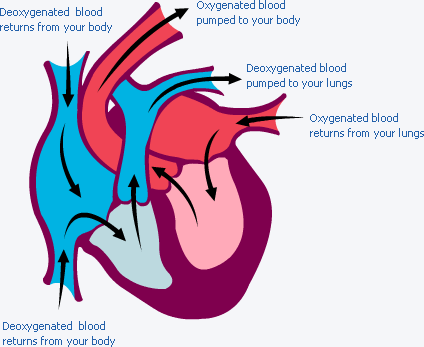 Deoxygenated blood
returns from your body
Oxygenated blood
pumped to your body
Deoxygenated blood
pumped to your lungs
Oxygenated blood
returns from your lungs
Deoxygenated blood
returns from your body